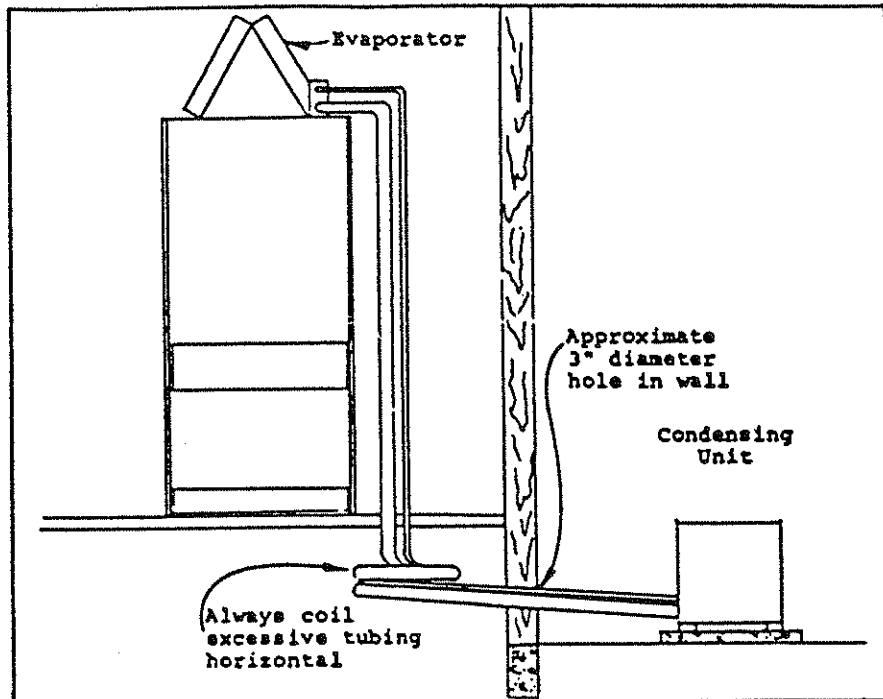 Evaporator
Approximate
3" diameter
hole in wall
Condensing
Unit
Always coil
excessive tubing
horizontal